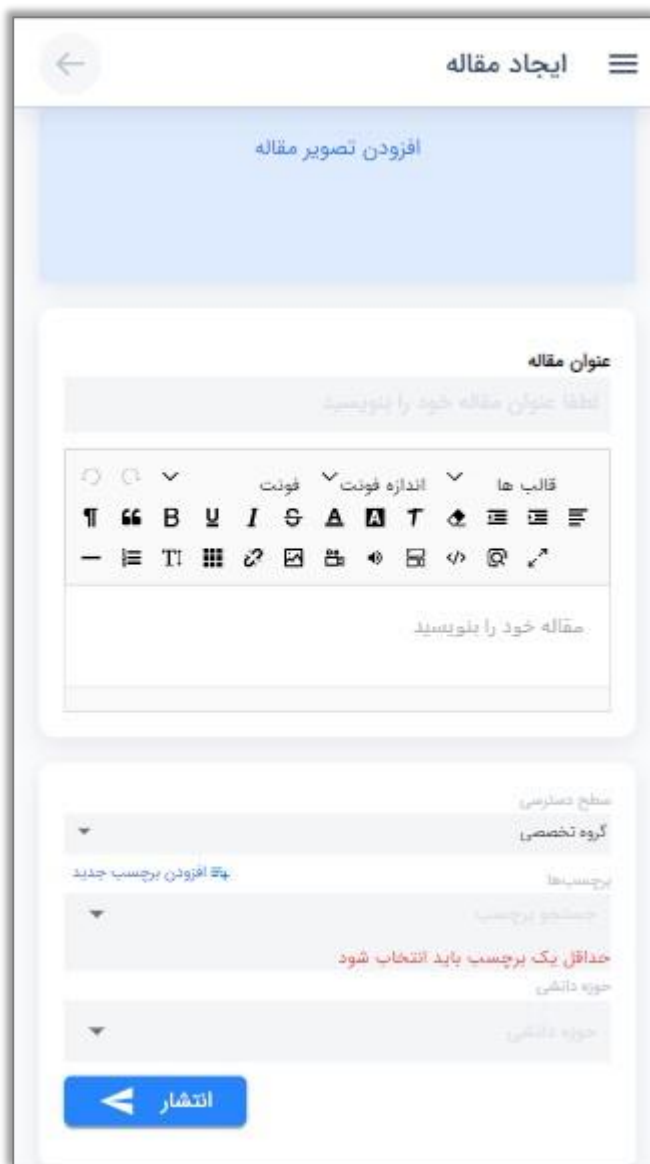 ایجاد مقاله
افزودن تصویر مقاله
عنوان مقاله
لطفا عنوان مقاله خود را بنویسید
قالب ها اندازه فونت فونت
مقاله خود را بنویسید
سطح دسترسی
گروه تخصصی
برچسب‌ها افزودن برچسب جدید
جستجو برچسب
حداقل یک برچسب باید انتخاب شود
حوزه دانشی
حوزه دانشی
انتشار